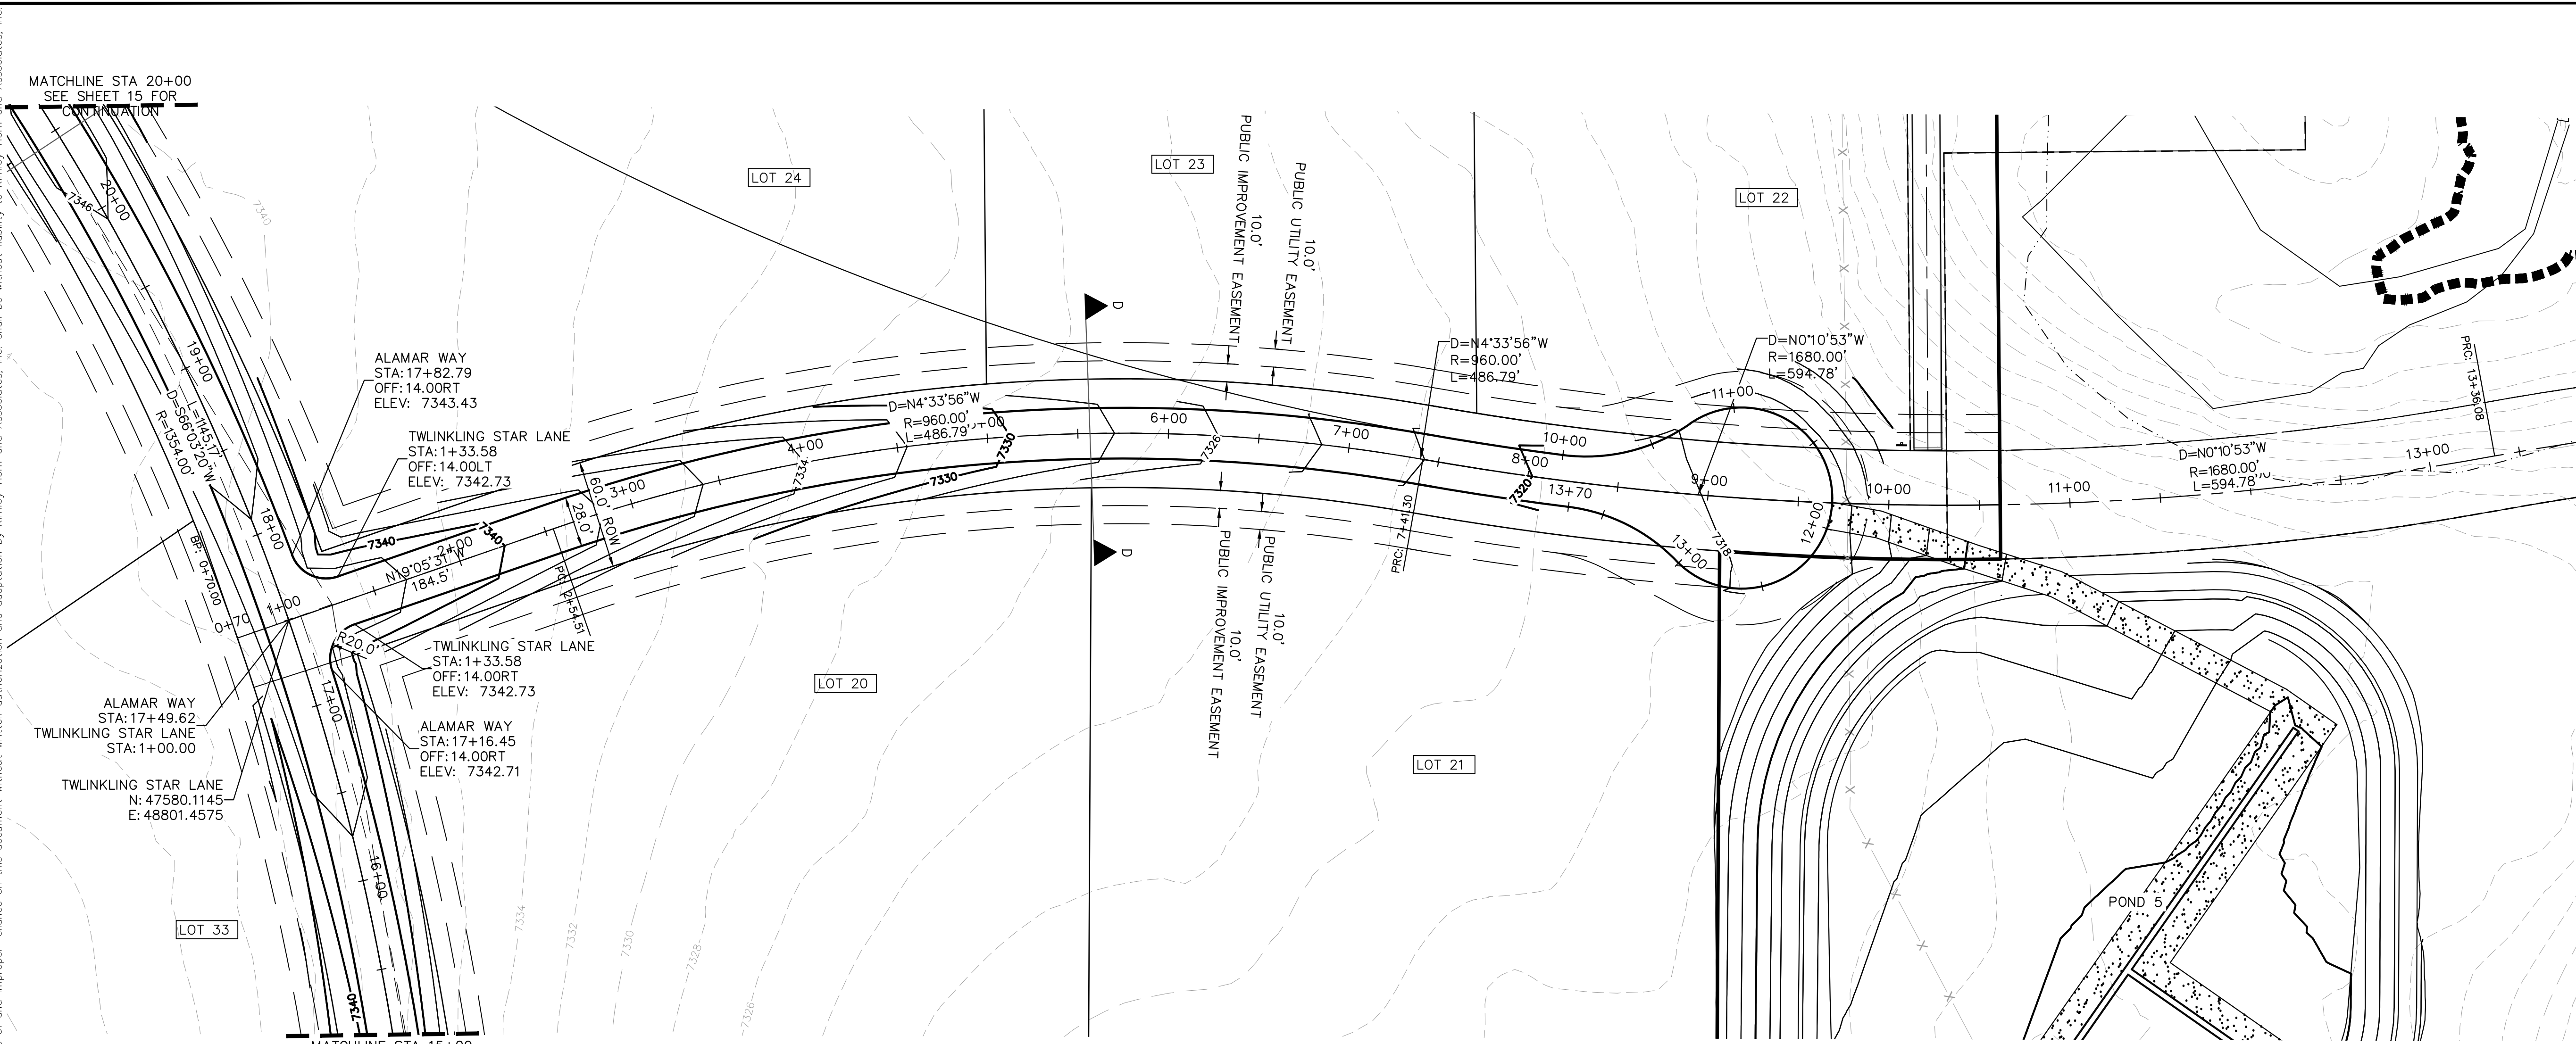 MATCHLINE STA 20+00
SEE SHEET 15 FOR
CONTINUATION
7346
20+00
7340
LOT 24
LOT 23
LOT 22
10.0'
PUBLIC IMPROVEMENT EASEMENT
10.0'
PUBLIC UTILITY EASEMENT
D
19+00
D=S66°03'20"W
L=1145.17'
R=1354.00'
18+00
ALAMAR WAY
STA:17+82.79
OFF:14.00RT
ELEV: 7343.43
TWLINKLING STAR LANE
STA:1+33.58
OFF:14.00LT
ELEV: 7342.73
D=N4°33'56"W
R=960.00'
L=486.79'
4+00
7334
7330
7330
6+00
7326
7+00
D=N4°33'56"W
R=960.00'
L=486.79'
D=N0°10'53"W
R=1680.00'
L=594.78'
11+00
10+00
8+00
7320
13+70
9+00
7318
13+00
12+00
10+00
11+00
D=N0°10'53"W
R=1680.00'
L=594.78'
13+00
PRC: 13+36.08
PRC: 7+41.30
60.0' ROW
28.0'
3+00
7340
7340
2+00
N19°05'31"W
184.5'
PC: 2+54.51
BP: 0+70.00
0+70
1+00
R20.0'
17+00
TWLINKLING STAR LANE
STA:1+33.58
OFF:14.00RT
ELEV: 7342.73
ALAMAR WAY
STA:17+16.45
OFF:14.00RT
ELEV: 7342.71
ALAMAR WAY
STA:17+49.62
TWLINKLING STAR LANE
STA:1+00.00
TWLINKLING STAR LANE
N: 47580.1145
E: 48801.4575
D
PUBLIC IMPROVEMENT EASEMENT
10.0'
PUBLIC UTILITY EASEMENT
10.0'
LOT 20
LOT 21
16+00
LOT 33
7334
7332
7330
7328
7326
7340
POND 5
MATCHLINE STA 15+00